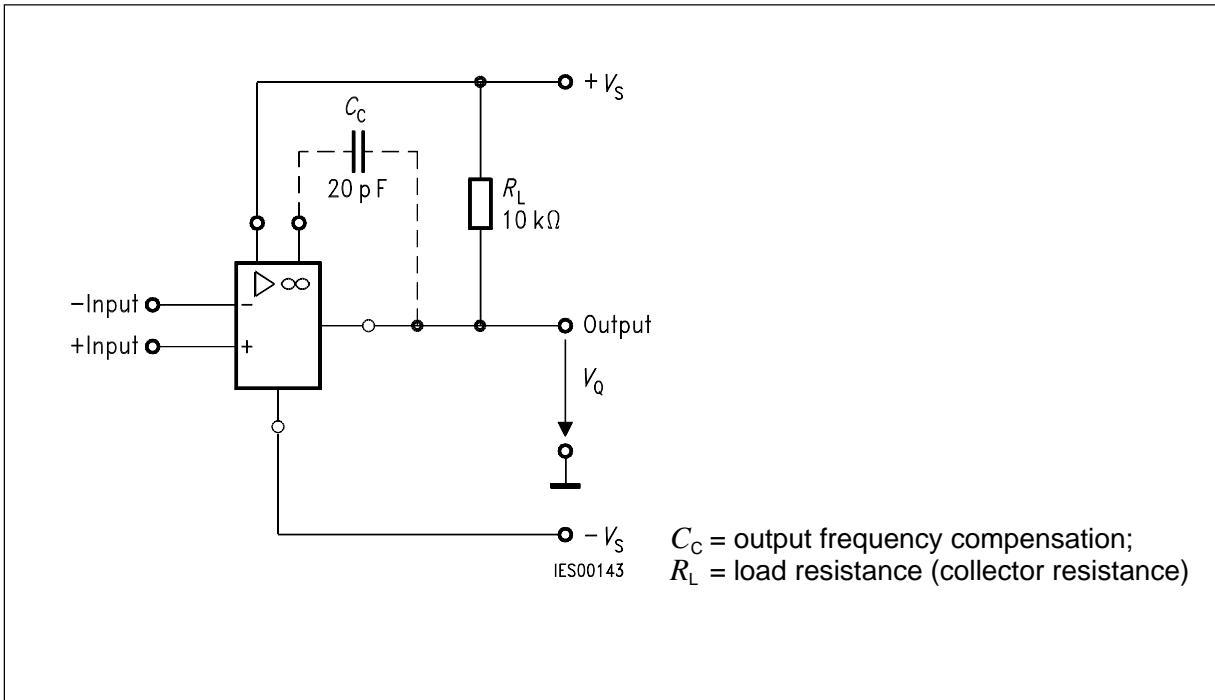 + V_S
C_C
20 pF
R_L
10 kΩ
▷ ∞
−Input
−
+Input
+
Output
V_Q
− V_S
IES00143
C_C = output frequency compensation;
R_L = load resistance (collector resistance)